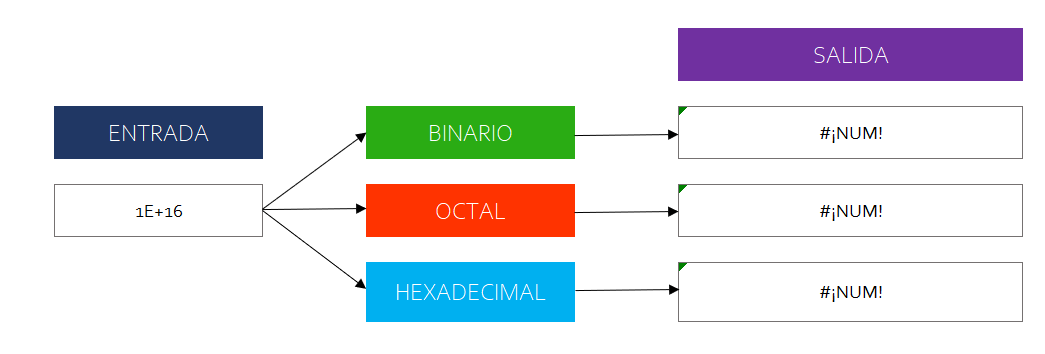 SALIDA
ENTRADA
BINARIO
#¡NUM!
1E+16
OCTAL
#¡NUM!
HEXADECIMAL
#¡NUM!